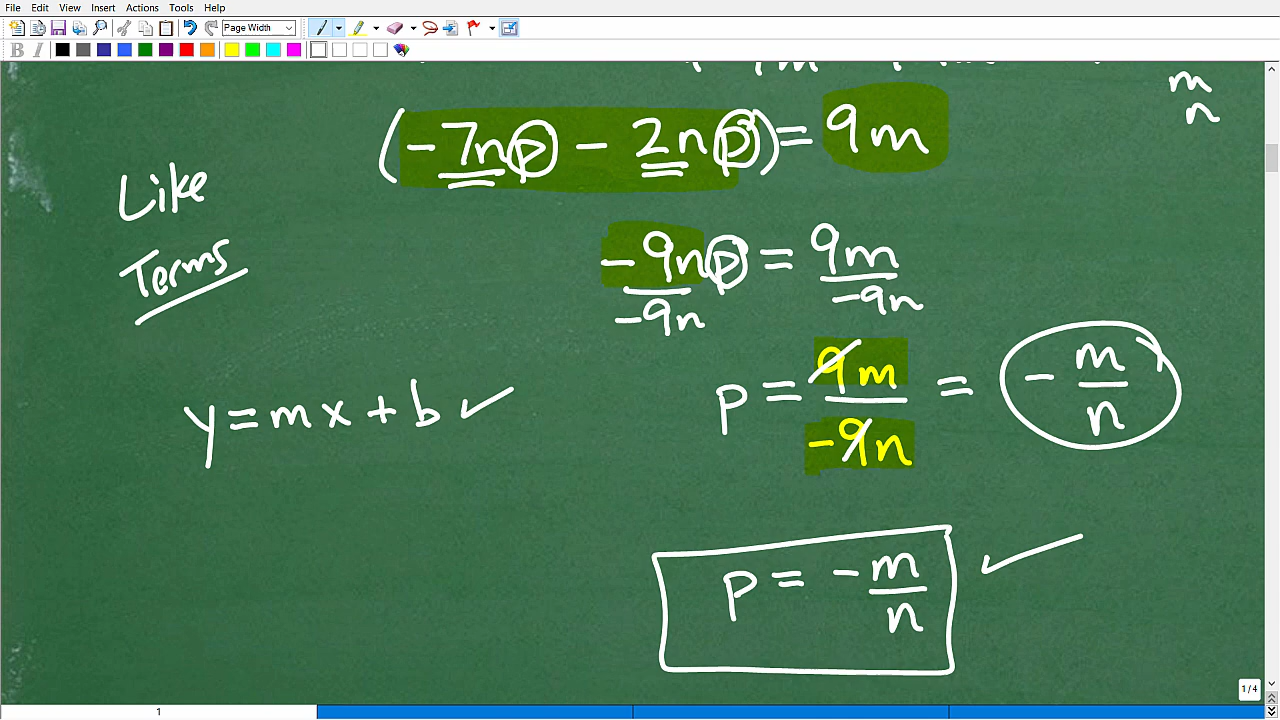 File Edit View Insert Actions Tools Help
Page Width
B I
m
n
(-7np - 2np) = 9m
Like
Terms
-9np = 9m
-9n -9n
y = mx + b ✓
p = 9m = - m
-9n n
p = - m ✓
n
1/4
1